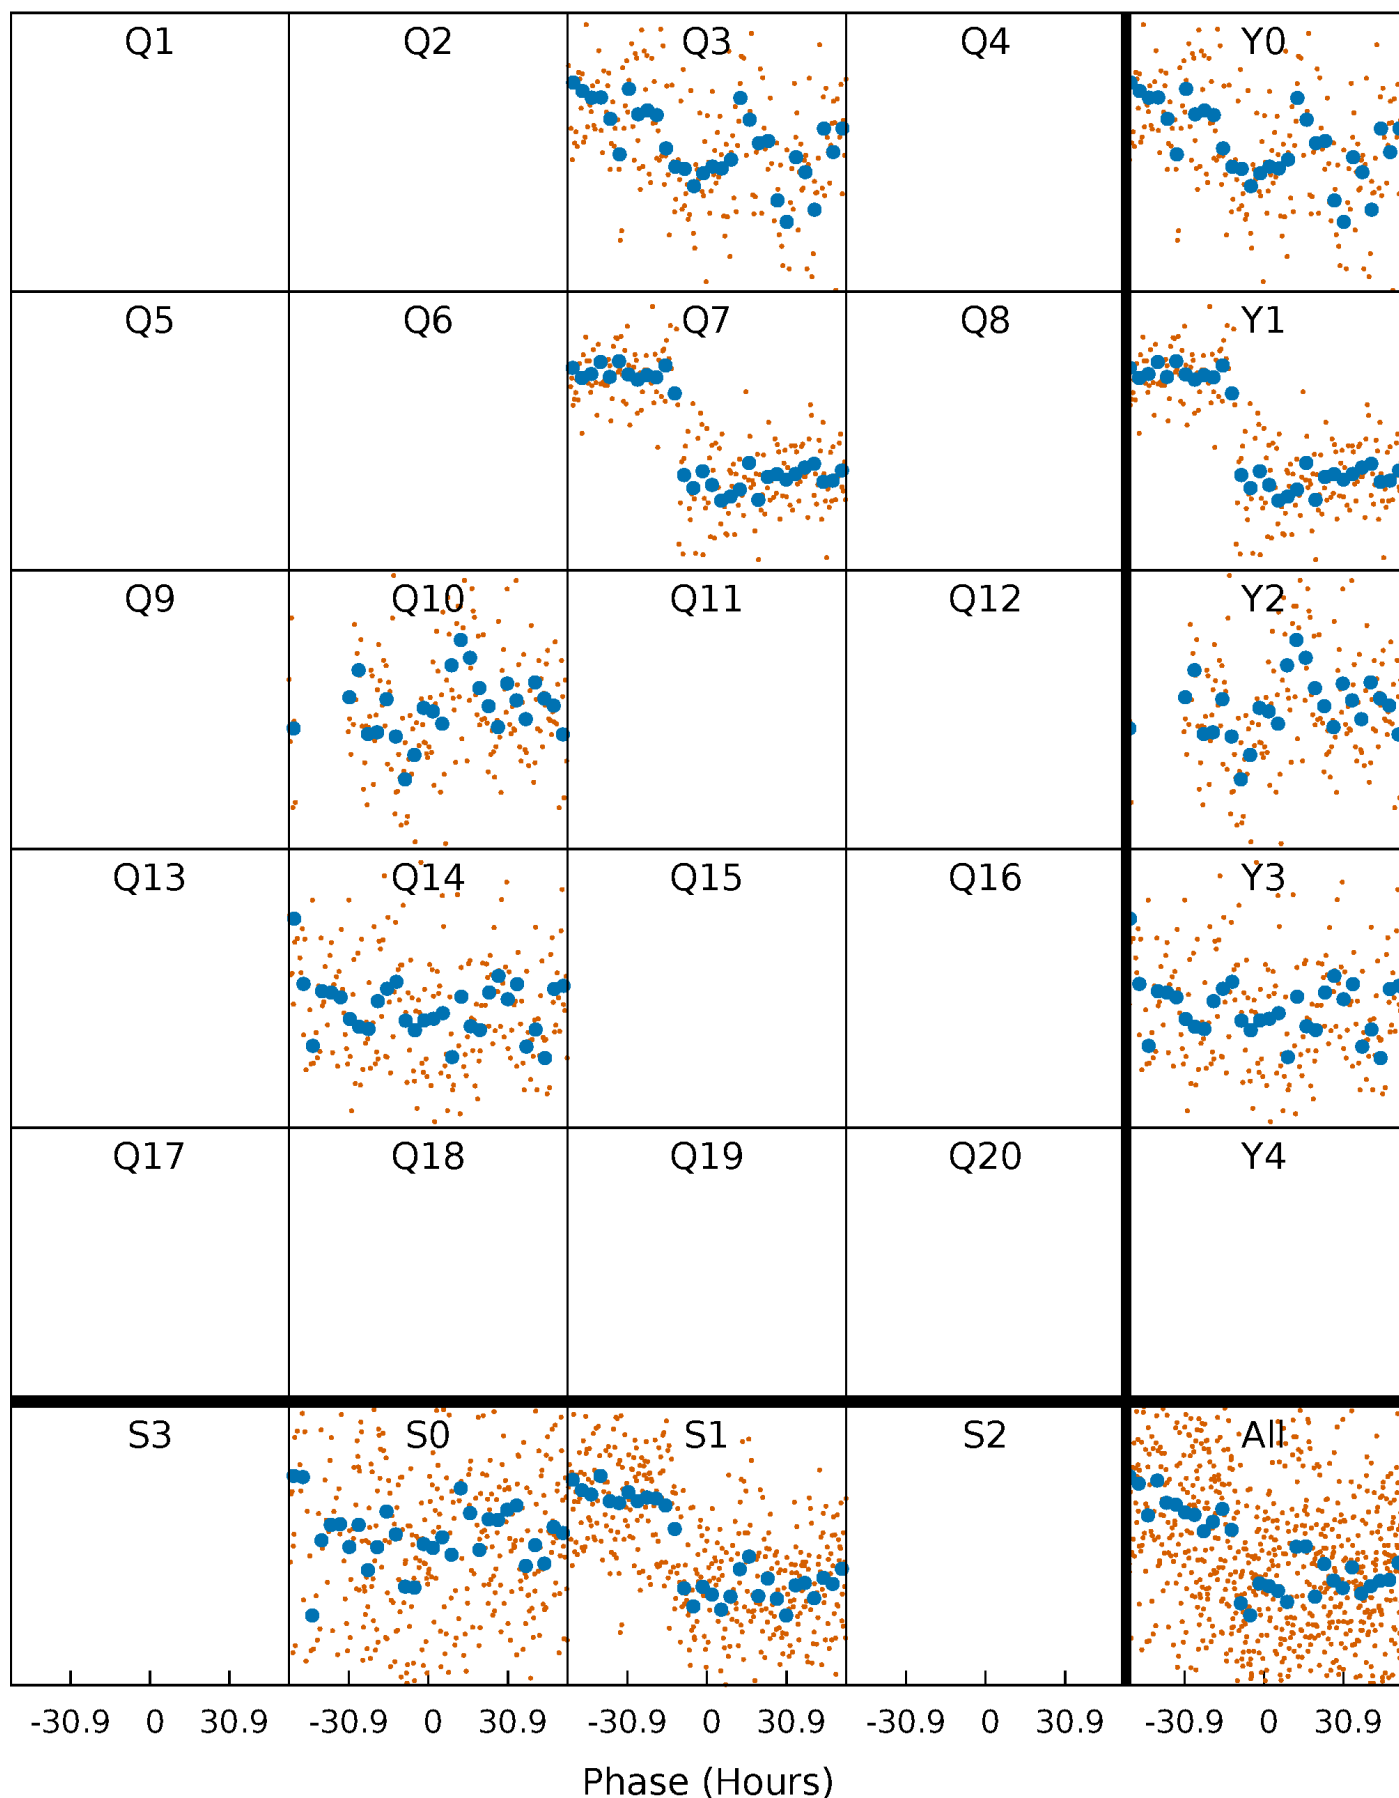 Q1 Q2 Q3 Q4 Y0
Q5 Q6 Q7 Q8 Y1
Q9 Q10 Q11 Q12 Y2
Q13 Q14 Q15 Q16 Y3
Q17 Q18 Q19 Q20 Y4
S3 S0 S1 S2 All
-30.9 0 30.9 -30.9 0 30.9 -30.9 0 30.9 -30.9 0 30.9 -30.9 0 30.9
Phase (Hours)